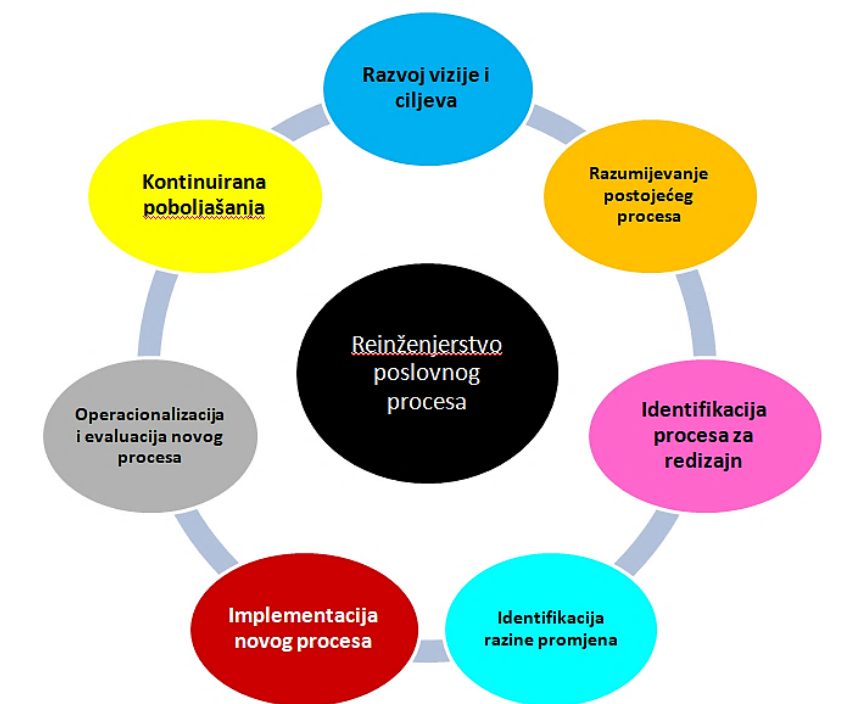 Razvoj vizije i
ciljeva
Razumijevanje
postojećeg
procesa
Identifikacija
procesa za
redizajn
Identifikacija
razine promjena
Implementacija
novog procesa
Operacionalizacija
i evaluacija novog
procesa
Kontinuirana
poboljašanja
Reinženjerstvo
poslovnog
procesa